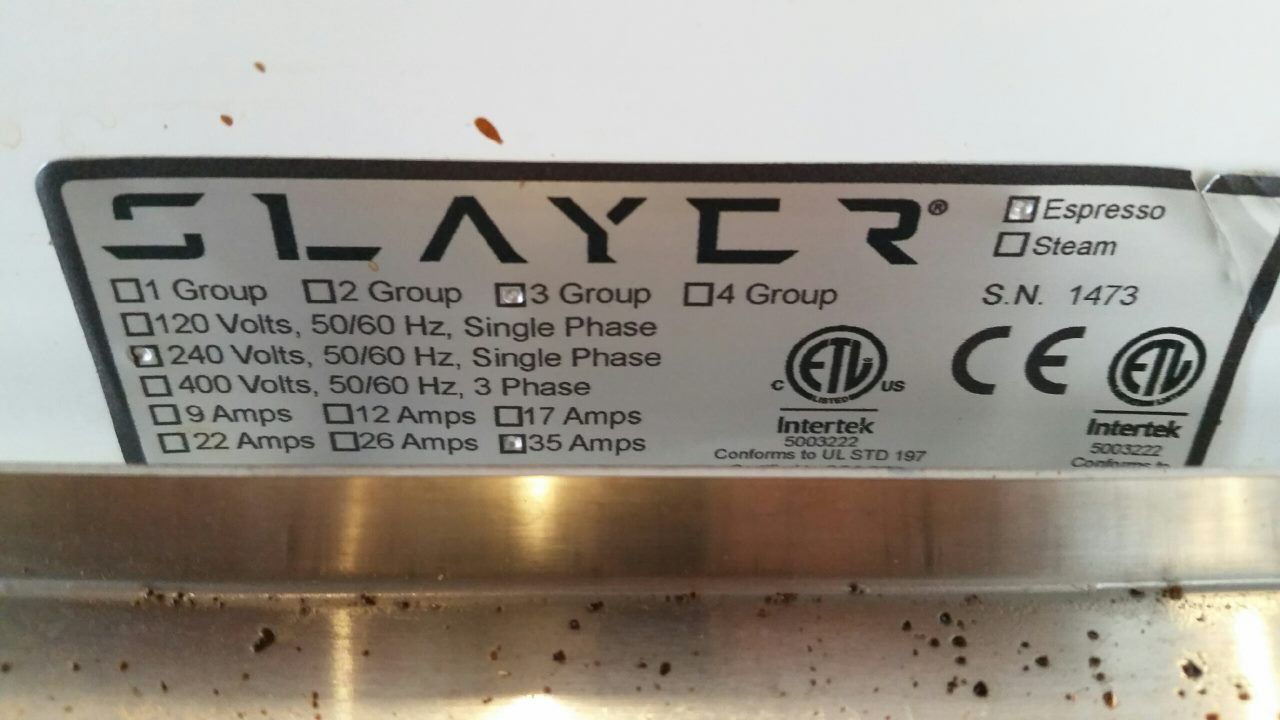 SLAYER®
Espresso
Steam
1 Group 2 Group 3 Group 4 Group
S.N. 1473
120 Volts, 50/60 Hz, Single Phase
240 Volts, 50/60 Hz, Single Phase
400 Volts, 50/60 Hz, 3 Phase
9 Amps 12 Amps 17 Amps
22 Amps 26 Amps 35 Amps
C ETL US
LISTED
Intertek
5003222
Conforms to UL STD 197
CE
ETL
Intertek
5003222
Conforms to